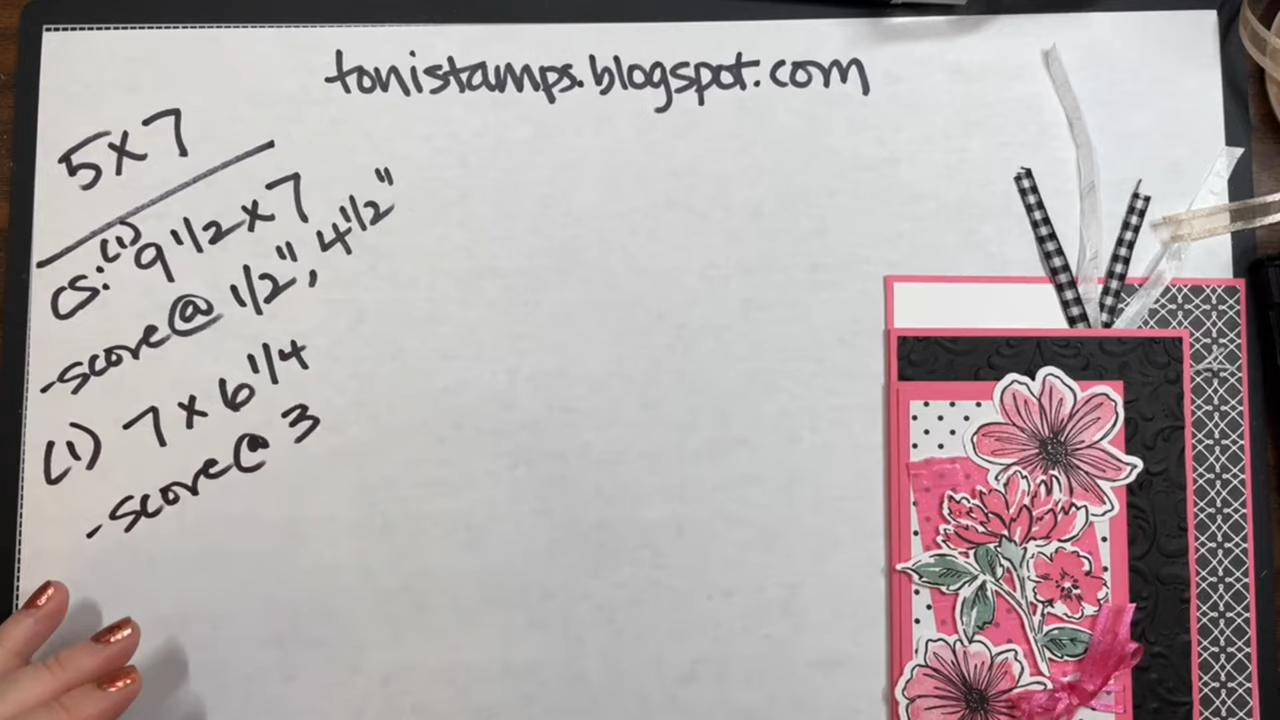 tonistamps.blogspot.com
5x7
CS: (1) 9 1/2 x 7
-score@ 1/2", 4 1/2"
(1) 7 x 6 1/4
-score@ 3